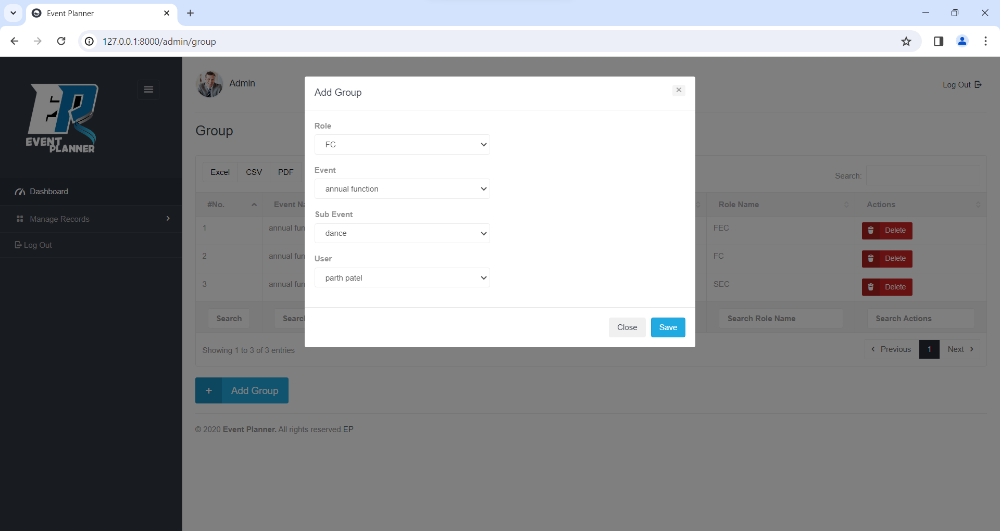 Event Planner
127.0.0.1:8000/admin/group
EVENT
PLANNER
Dashboard
Manage Records
Log Out
Admin
Log Out
Group
Excel CSV PDF
Search:
#No. Event Na Role Name Actions
1 annual fun FEC Delete
2 annual fun FC Delete
3 annual fun SEC Delete
Search Search Search Role Name Search Actions
Showing 1 to 3 of 3 entries
Previous 1 Next
+ Add Group
© 2020 Event Planner. All rights reserved.EP
Add Group
×
Role
FC
Event
annual function
Sub Event
dance
User
parth patel
Close Save